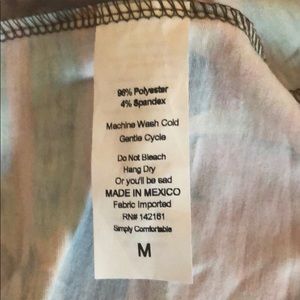 96% Polyester
4% Spandex
Machine Wash Cold
Gentle Cycle
Do Not Bleach
Hang Dry
Or you'll be sad
MADE IN MEXICO
Fabric Imported
RN# 142161
Simply Comfortable
M